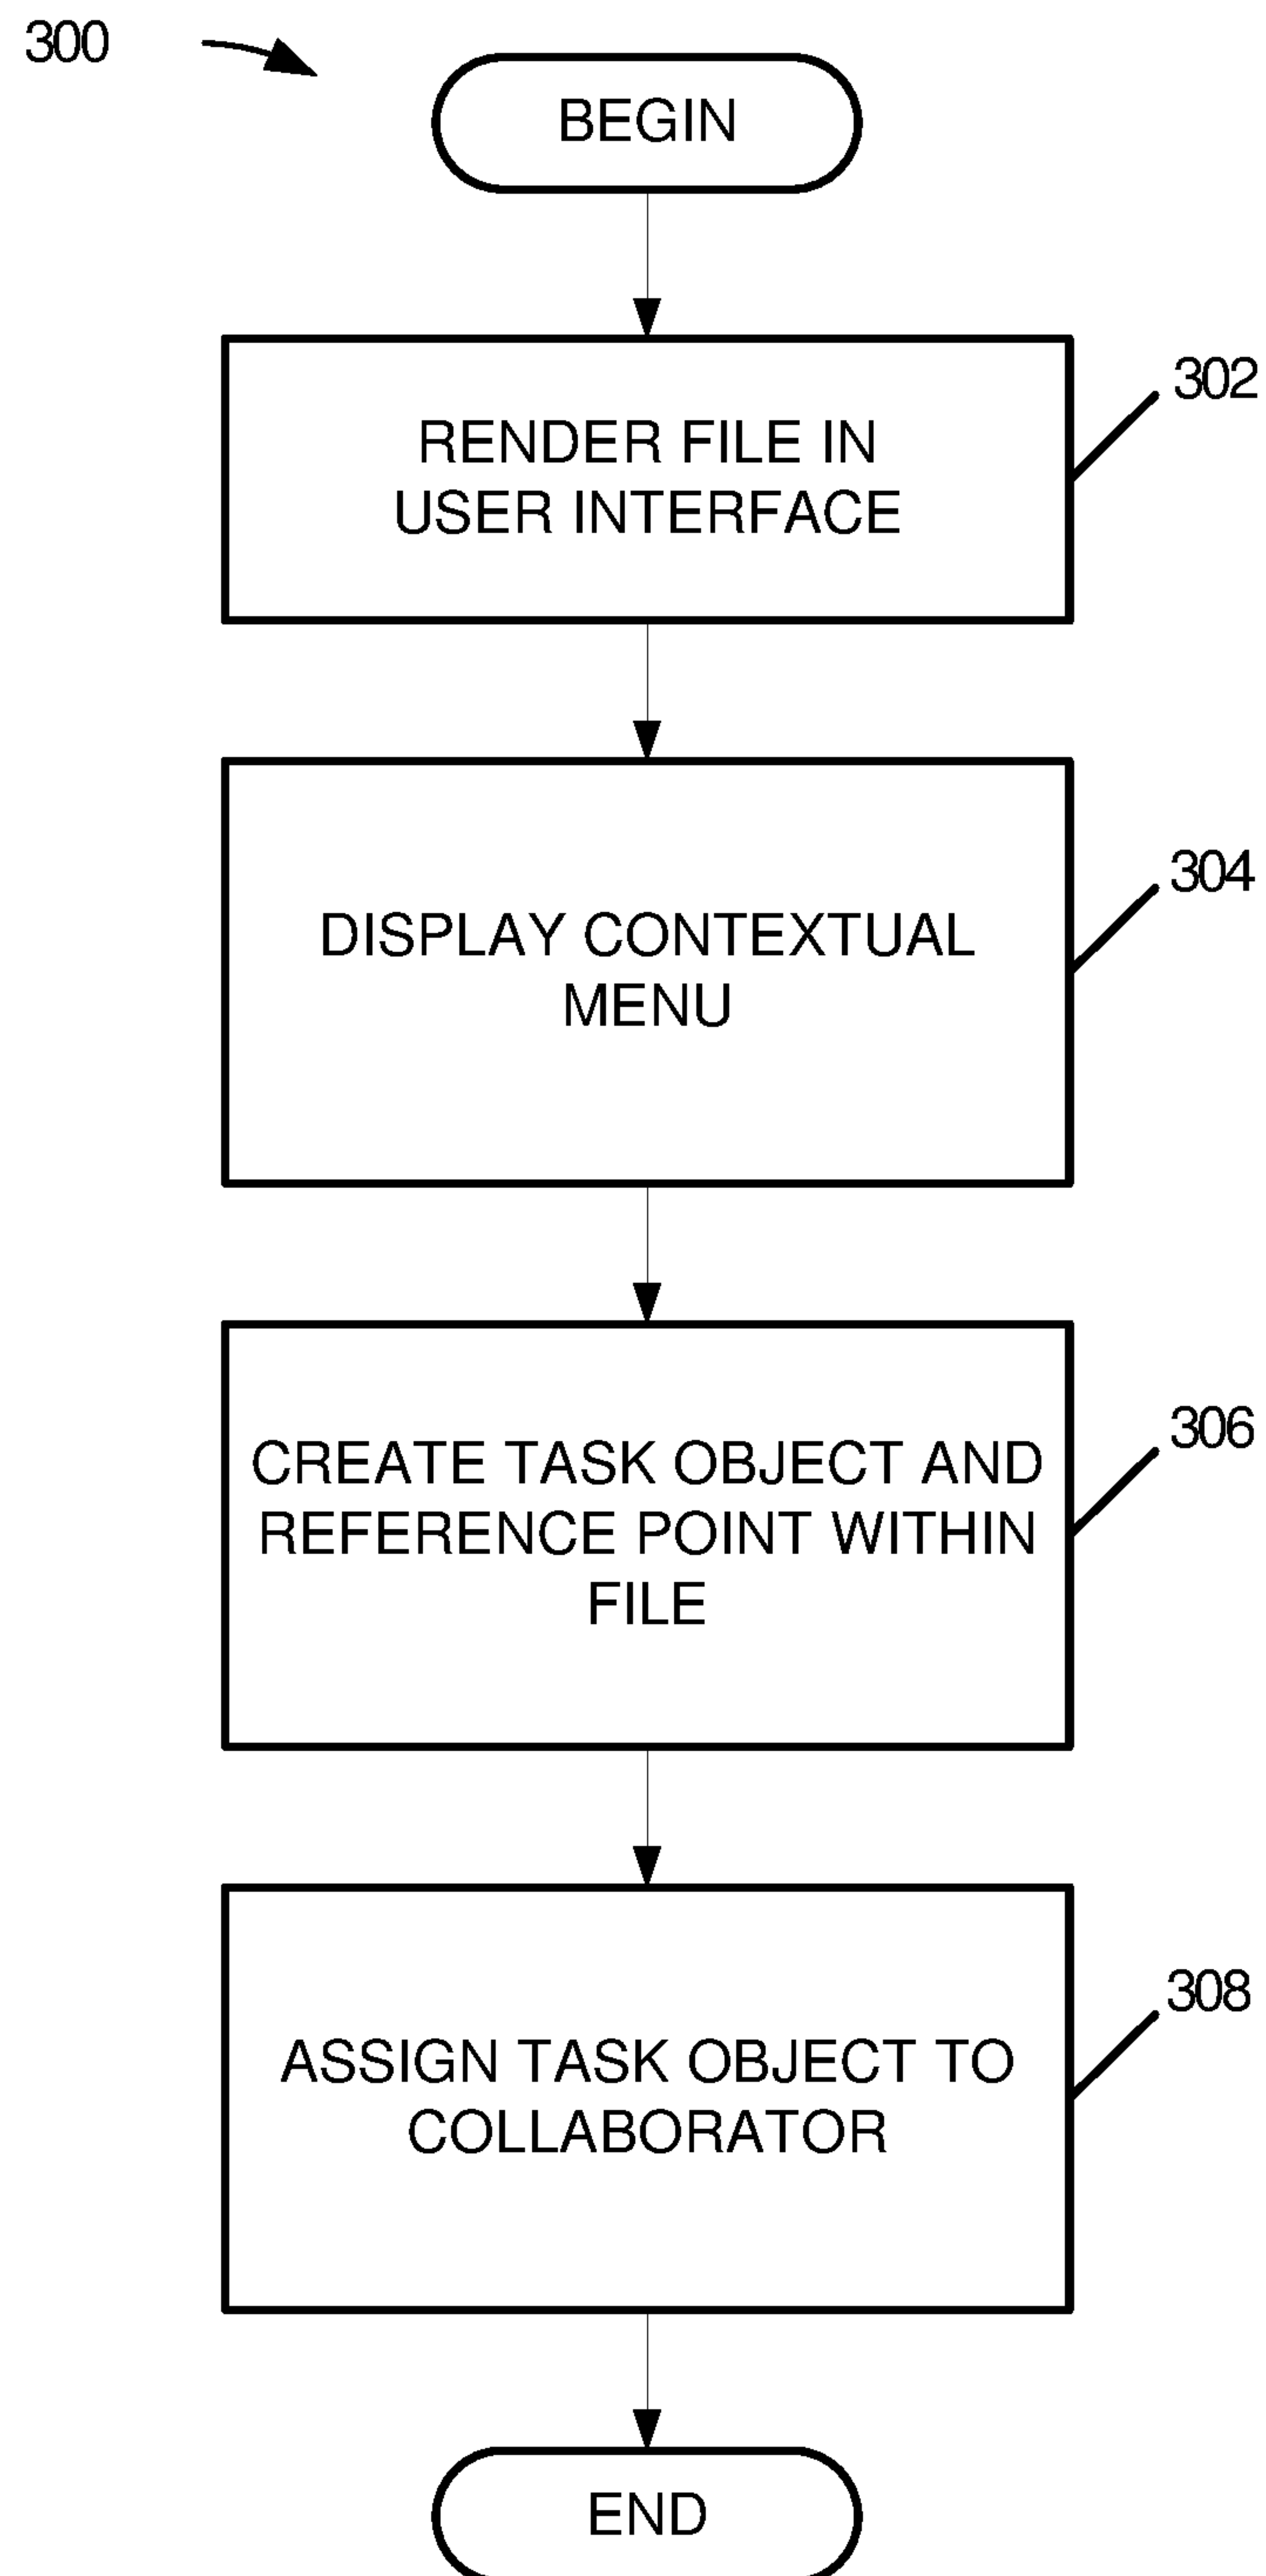 300
BEGIN
RENDER FILE IN
USER INTERFACE
302
DISPLAY CONTEXTUAL
MENU
304
CREATE TASK OBJECT AND
REFERENCE POINT WITHIN
FILE
306
ASSIGN TASK OBJECT TO
COLLABORATOR
308
END